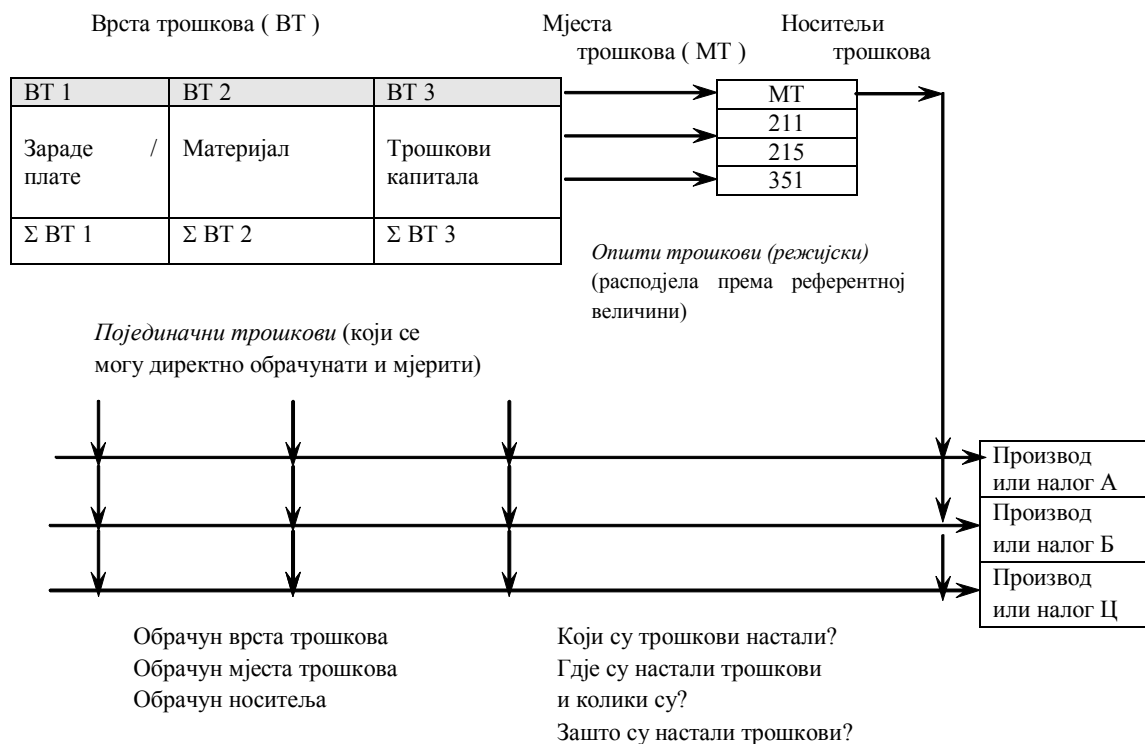 Врста трошкова ( ВТ )
Мјеста
трошкова ( МТ )
Носитељи
трошкова
ВТ 1 ВТ 2 ВТ 3
Зараде /
плате
Материјал
Трошкови
капитала
Σ ВТ 1 Σ ВТ 2 Σ ВТ 3
МТ
211
215
351
Општи трошкови (режијски)
(расподјела према референтној
величини)
Појединачни трошкови (који се
могу директно обрачунати и мјерити)
Производ
или налог А
Производ
или налог Б
Производ
или налог Ц
Обрачун врста трошкова
Обрачун мјеста трошкова
Обрачун носитеља
Који су трошкови настали?
Гдје су настали трошкови
и колики су?
Зашто су настали трошкови?